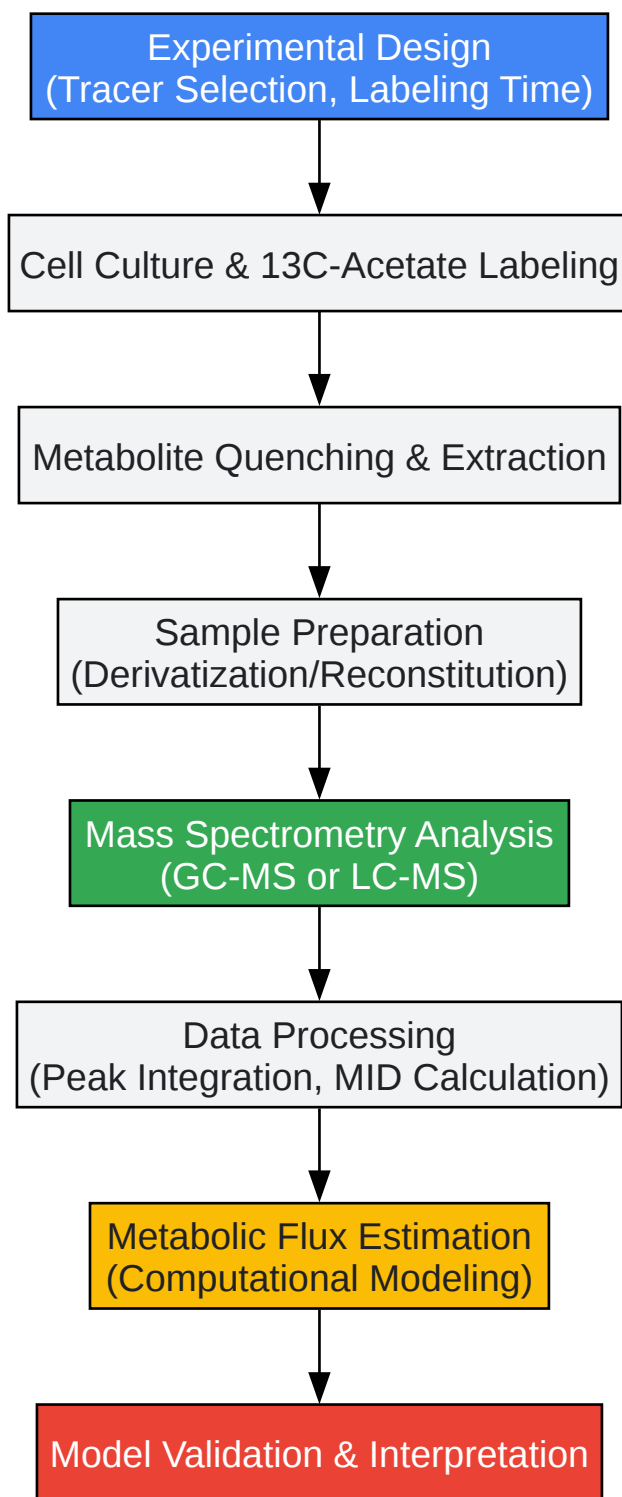 Experimental Design
(Tracer Selection, Labeling Time)
Cell Culture & 13C-Acetate Labeling
Metabolite Quenching & Extraction
Sample Preparation
(Derivatization/Reconstitution)
Mass Spectrometry Analysis
(GC-MS or LC-MS)
Data Processing
(Peak Integration, MID Calculation)
Metabolic Flux Estimation
(Computational Modeling)
Model Validation & Interpretation